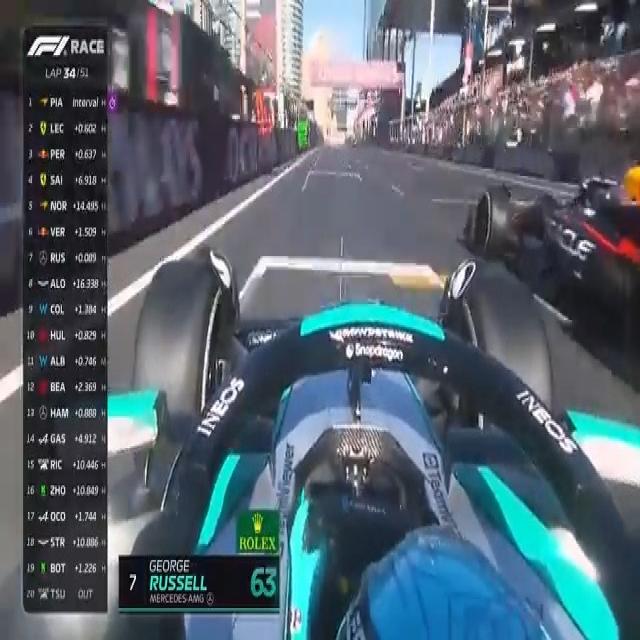 F1 RACE
LAP 34/51
1 PIA Interval H
2 LEC +0.602 H
3 PER +0.637 H
4 SAI +6.918 H
5 NOR +14.485 H
6 VER +1.509 H
7 RUS +0.089 H
8 ALO +16.338 H
9 COL +1.384 H
10 HUL +0.829 H
11 ALB +0.746 M
12 BEA +2.369 H
13 HAM +0.888 H
14 GAS +4.912 H
15 RIC +10.446 H
16 ZHO +10.849 H
17 OCO +1.744 H
18 STR +10.886 H
19 BOT +1.226 H
20 TSU OUT
CROWDSTRIKE
Snapdragon
INEOS
INEOS
TeamViewer
ROLEX
7 GEORGE
RUSSELL 63
MERCEDES-AMG